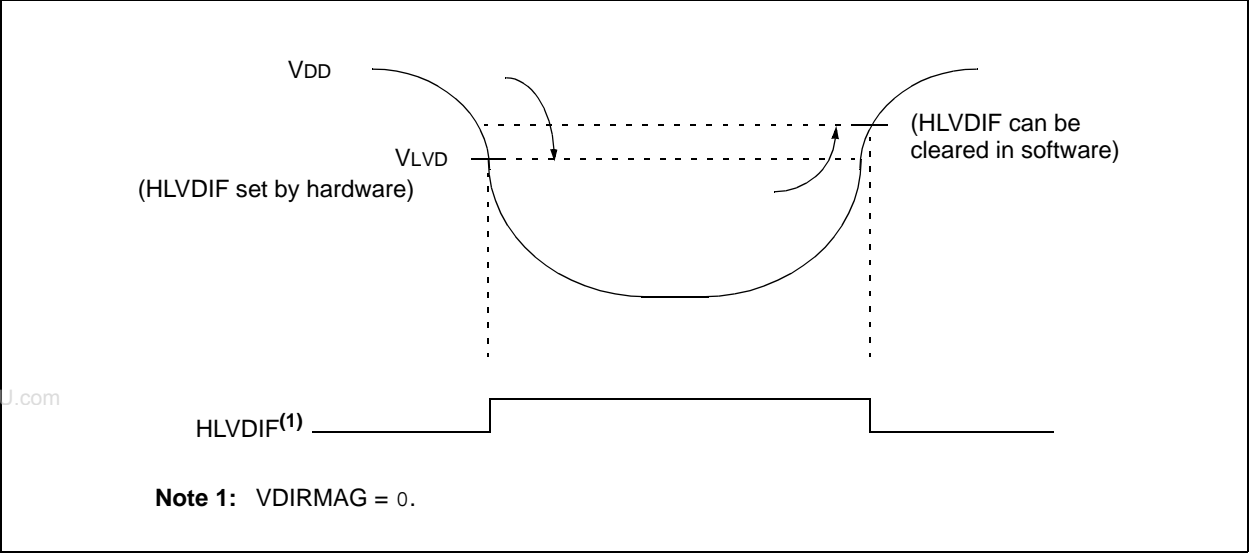 VDD
(HLVDIF can be
cleared in software)
VLVD
(HLVDIF set by hardware)
U.com
HLVDIF(1)
Note 1: VDIRMAG = 0.